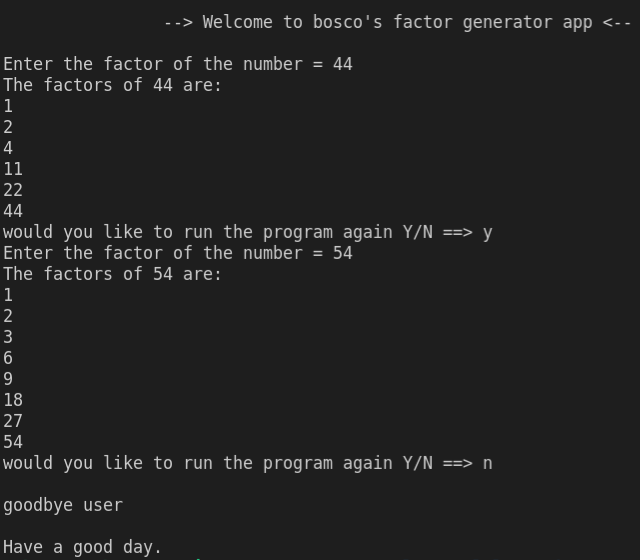 --> Welcome to bosco's factor generator app <--
Enter the factor of the number = 44
The factors of 44 are:
1
2
4
11
22
44
would you like to run the program again Y/N ==> y
Enter the factor of the number = 54
The factors of 54 are:
1
2
3
6
9
18
27
54
would you like to run the program again Y/N ==> n
goodbye user
Have a good day.